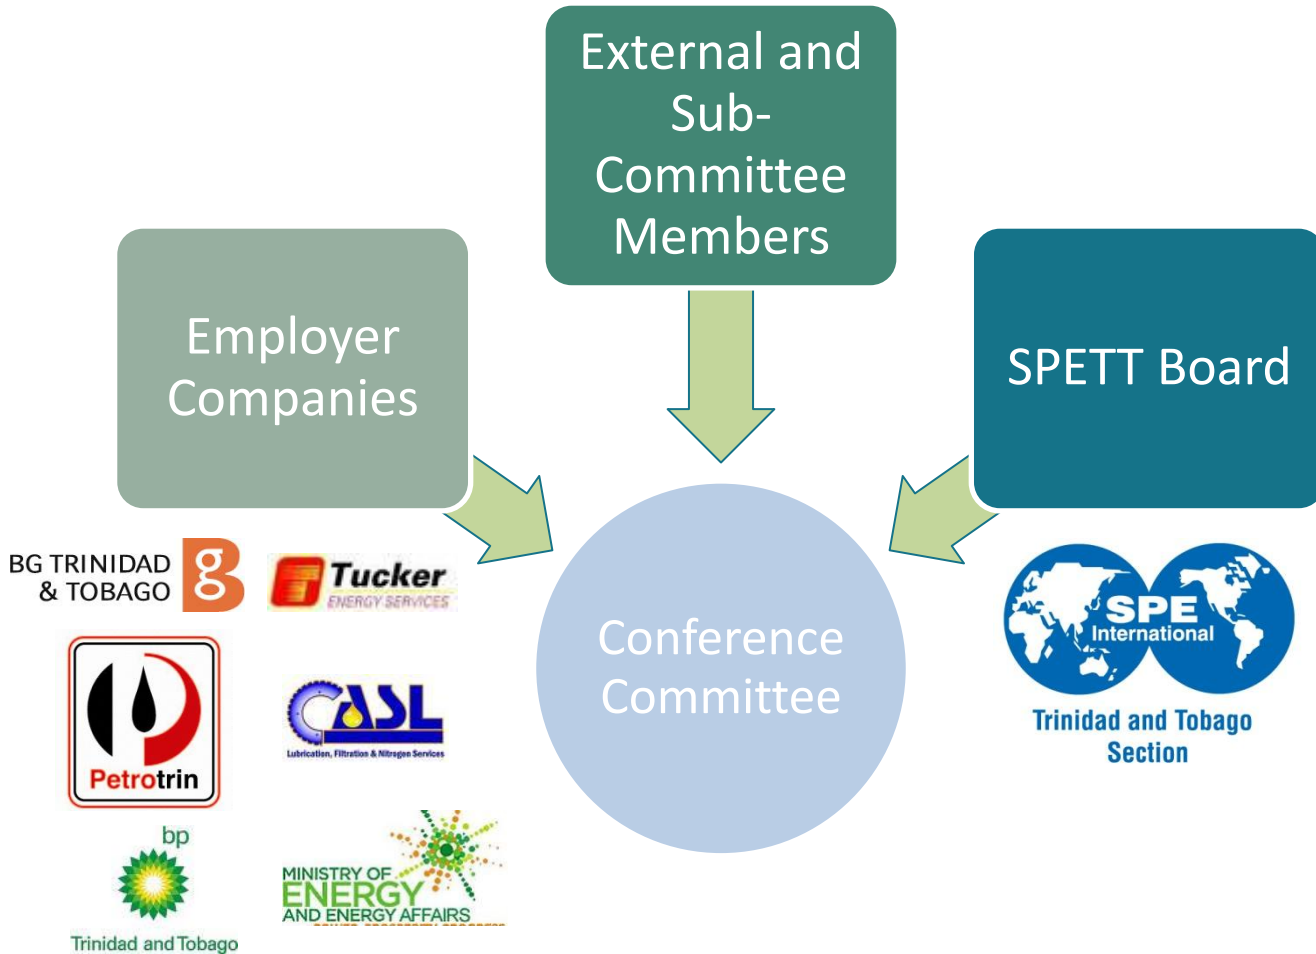 External and
Sub-
Committee
Members
Employer
Companies
SPETT Board
Conference
Committee
BG TRINIDAD
& TOBAGO
g
Tucker
ENERGY SERVICES
Petrotrin
CASL
Lubrication, Filtration & Nitrogen Services
bp
Trinidad and Tobago
MINISTRY OF
ENERGY
AND ENERGY AFFAIRS
SPE
International
Trinidad and Tobago
Section